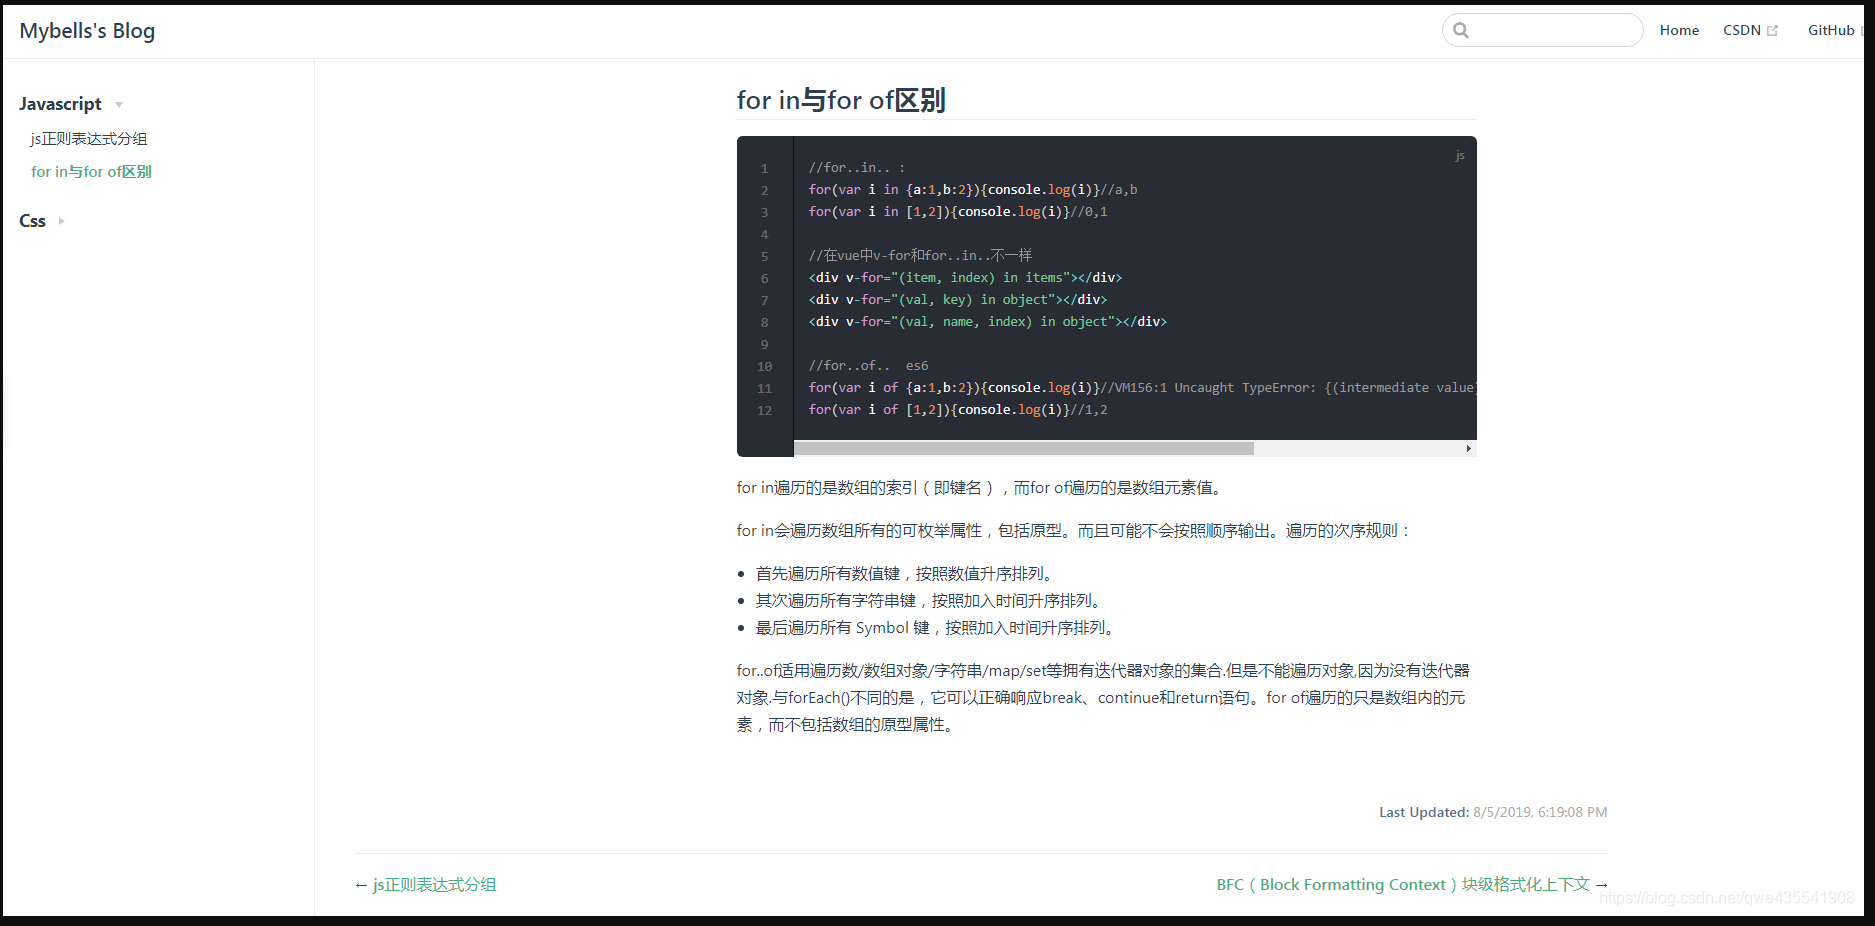 Mybells's Blog
Home
CSDN
GitHub
Javascript
js正则表达式分组
for in与for of区别
Css
for in与for of区别
js
1 //for..in.. :
2 for(var i in {a:1,b:2}){console.log(i)}//a,b
3 for(var i in [1,2]){console.log(i)}//0,1
4
5 //在vue中v-for和for..in..不一样
6 <div v-for="(item, index) in items"></div>
7 <div v-for="(val, key) in object"></div>
8 <div v-for="(val, name, index) in object"></div>
9
10 //for..of..  es6
11 for(var i of {a:1,b:2}){console.log(i)}//VM156:1 Uncaught TypeError: {(intermediate value)
12 for(var i of [1,2]){console.log(i)}//1,2
for in遍历的是数组的索引（即键名），而for of遍历的是数组元素值。
for in会遍历数组所有的可枚举属性，包括原型。而且可能不会按照顺序输出。遍历的次序规则：
• 首先遍历所有数值键，按照数值升序排列。
• 其次遍历所有字符串键，按照加入时间升序排列。
• 最后遍历所有 Symbol 键，按照加入时间升序排列。
for..of适用遍历数/数组对象/字符串/map/set等拥有迭代器对象的集合.但是不能遍历对象,因为没有迭代器
对象.与forEach()不同的是，它可以正确响应break、continue和return语句。for of遍历的只是数组内的元
素，而不包括数组的原型属性。
Last Updated: 8/5/2019, 6:19:08 PM
← js正则表达式分组
BFC（Block Formatting Context）块级格式化上下文 →
https://blog.csdn.net/qwe435541908